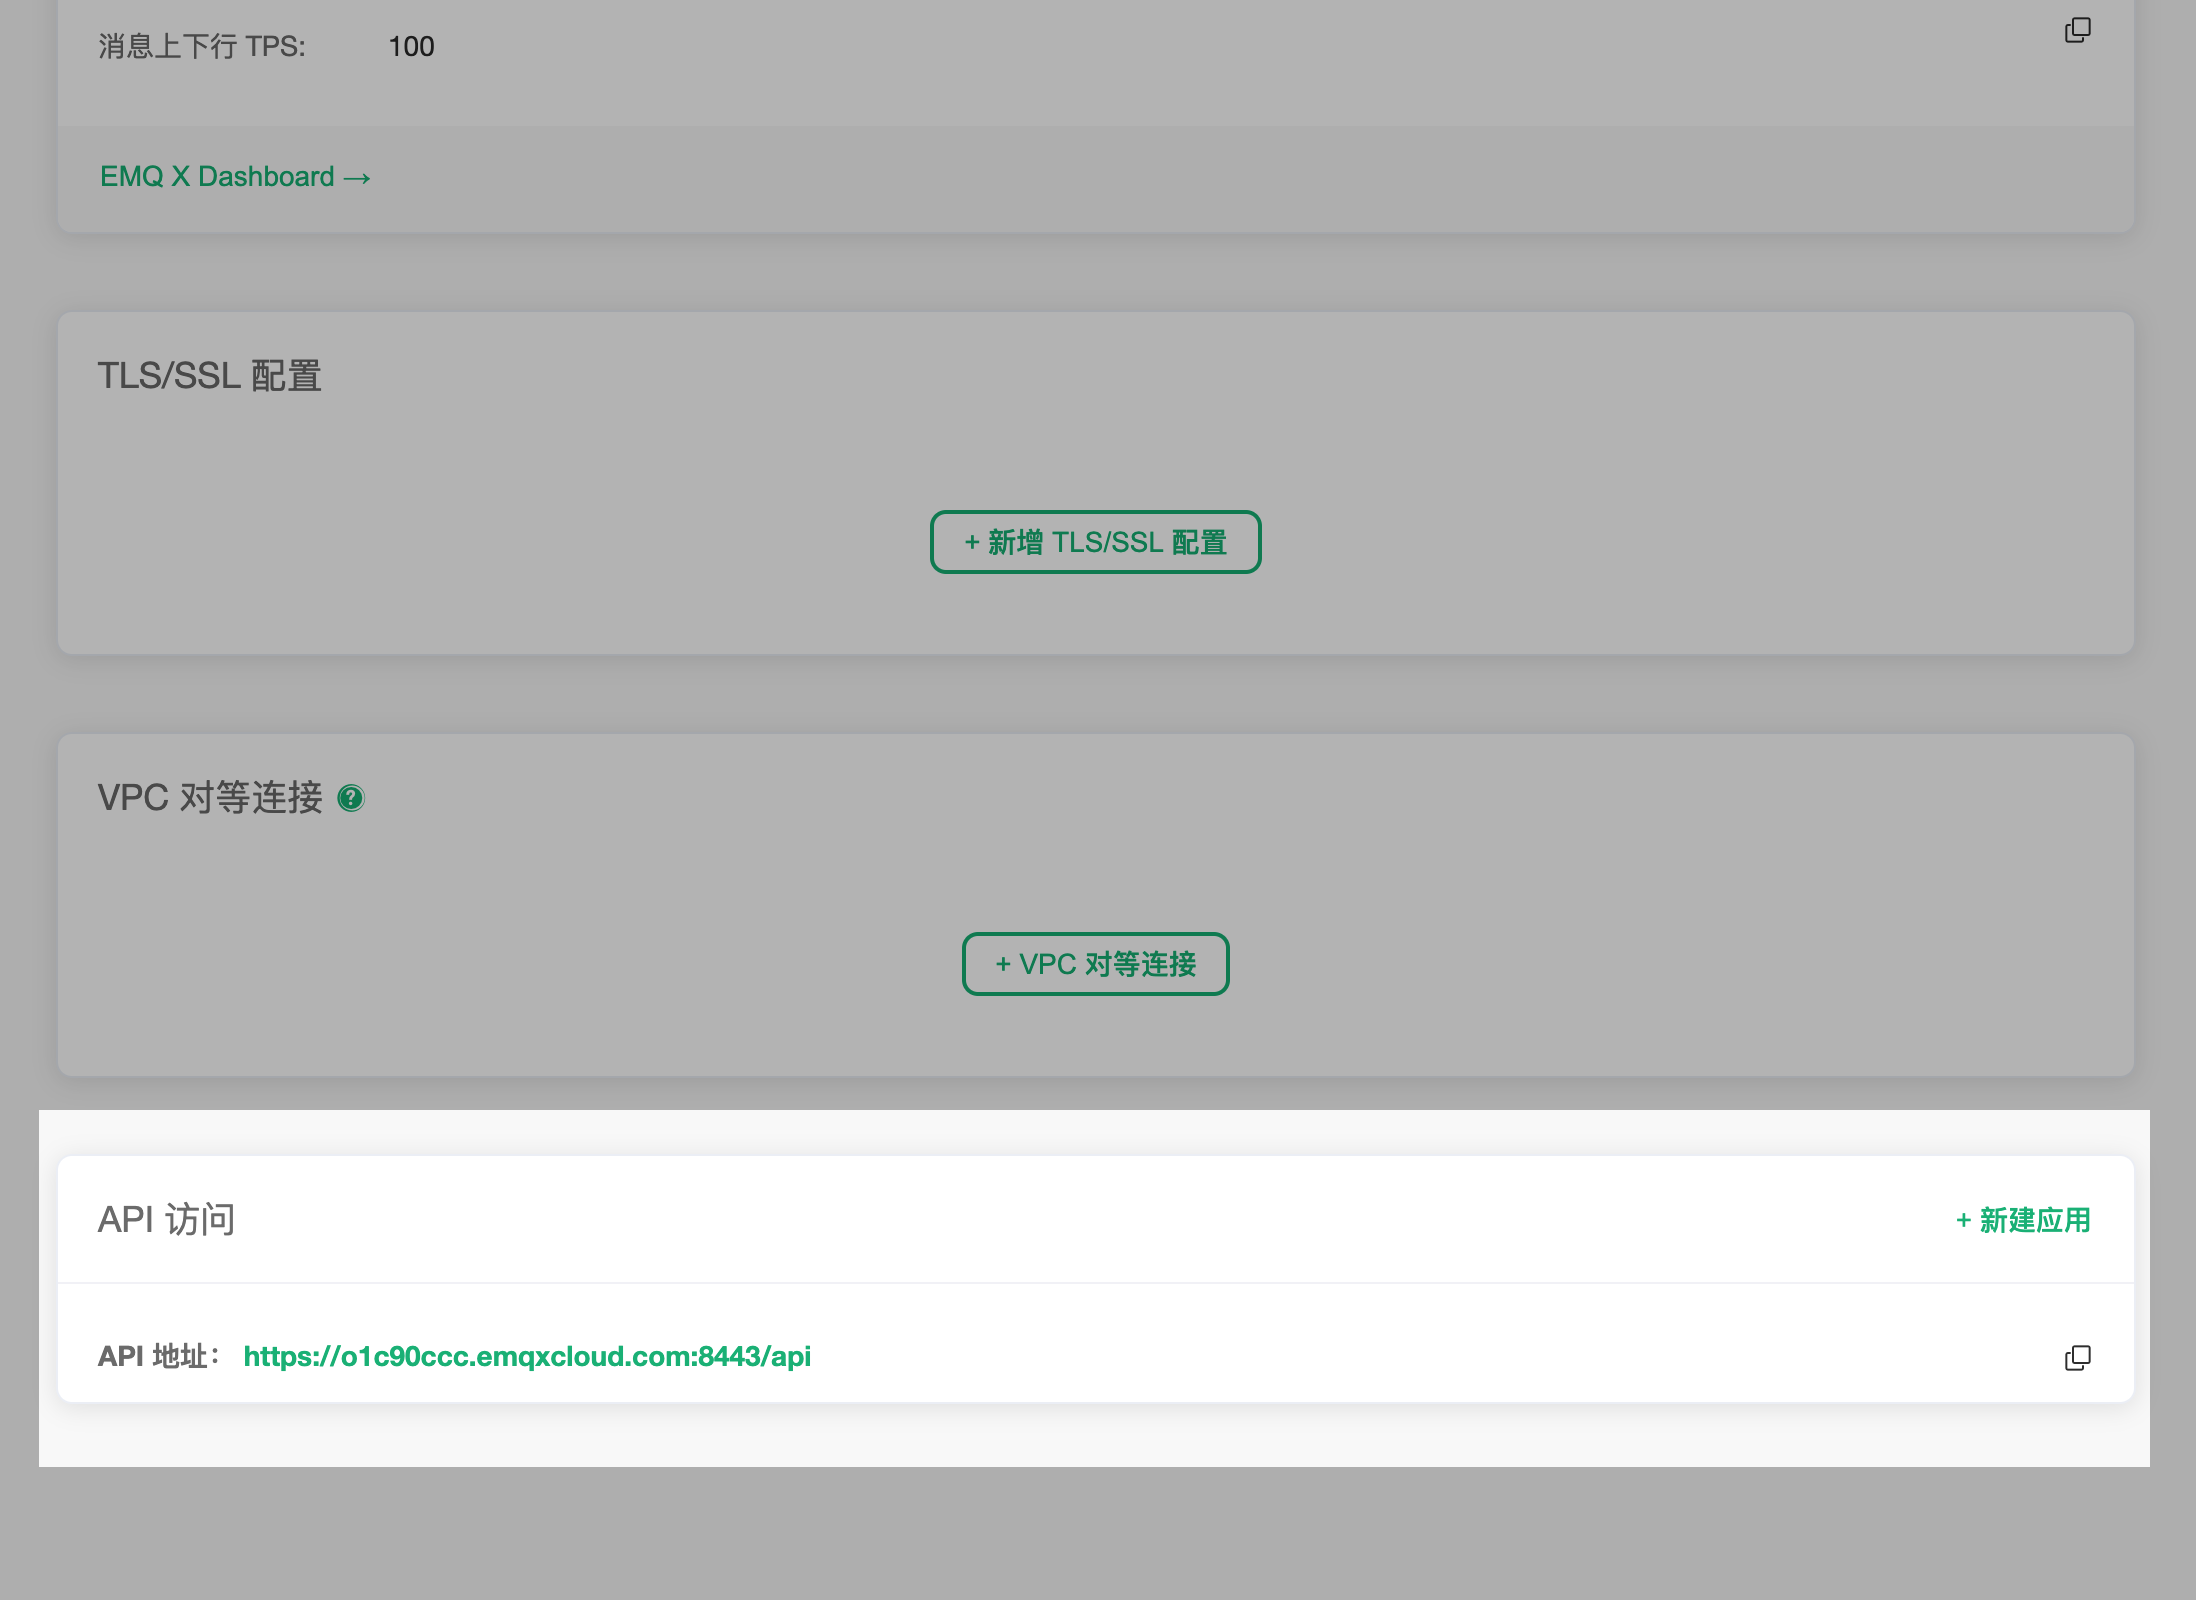 消息上下行 TPS: 100
EMQ X Dashboard →
TLS/SSL 配置
+ 新增 TLS/SSL 配置
VPC 对等连接 ?
+ VPC 对等连接
API 访问
+ 新建应用
API 地址： https://o1c90ccc.emqxcloud.com:8443/api